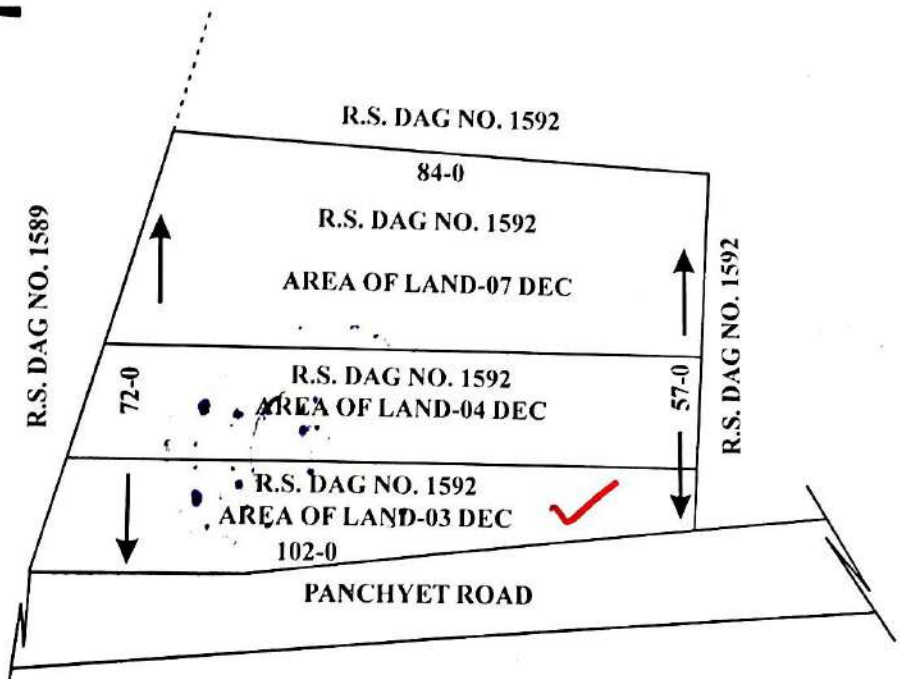 R.S. DAG NO. 1592
84-0
R.S. DAG NO. 1592
AREA OF LAND-07 DEC
R.S. DAG NO. 1589
R.S. DAG NO. 1592
72-0
R.S. DAG NO. 1592
AREA OF LAND-04 DEC
57-0
R.S. DAG NO. 1592
AREA OF LAND-03 DEC
102-0
PANCHYET ROAD